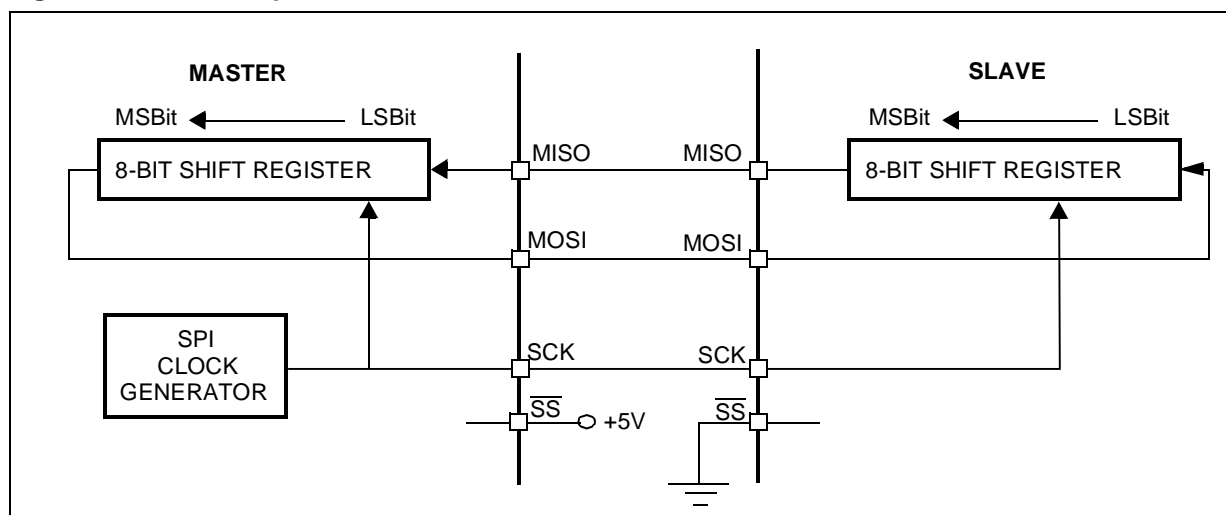 MASTER
SLAVE
MSBit
LSBit
MSBit
LSBit
8-BIT SHIFT REGISTER
MISO
MISO
8-BIT SHIFT REGISTER
MOSI
MOSI
SPI
CLOCK
GENERATOR
SCK
SCK
SS
+5V
SS